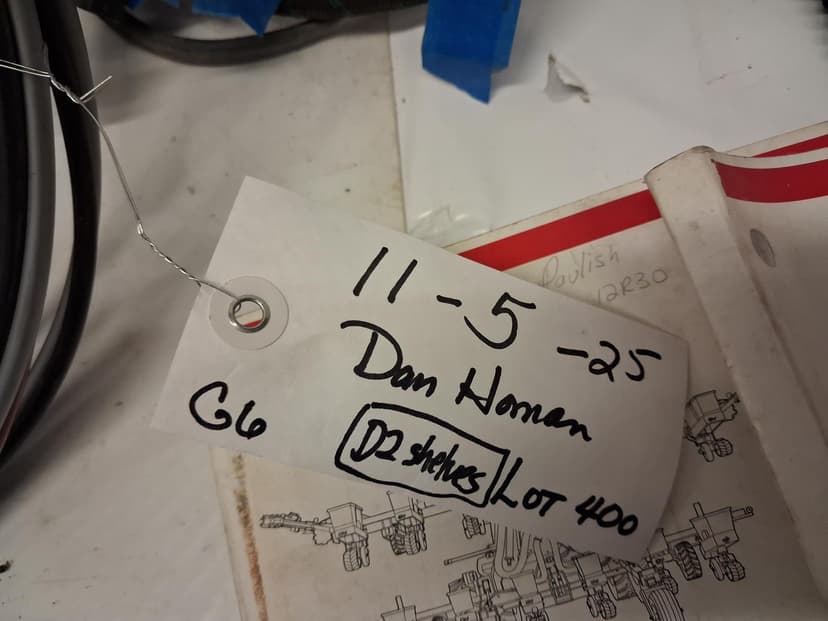 11-5-25
Dan Homan
G6
D2 shelves LOT 400
Paulish
12R30